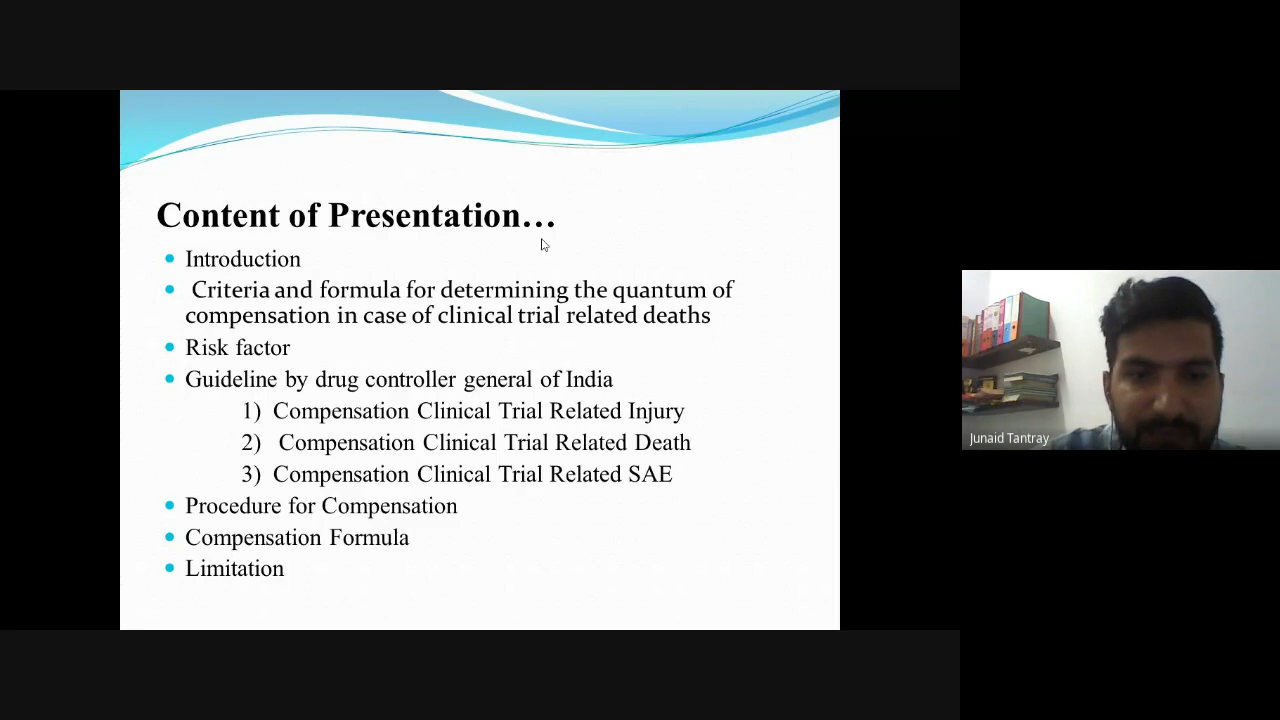 Content of Presentation…
Introduction
Criteria and formula for determining the quantum of
compensation in case of clinical trial related deaths
Risk factor
Guideline by drug controller general of India
1) Compensation Clinical Trial Related Injury
2) Compensation Clinical Trial Related Death
3) Compensation Clinical Trial Related SAE
Procedure for Compensation
Compensation Formula
Limitation
Junaid Tantray